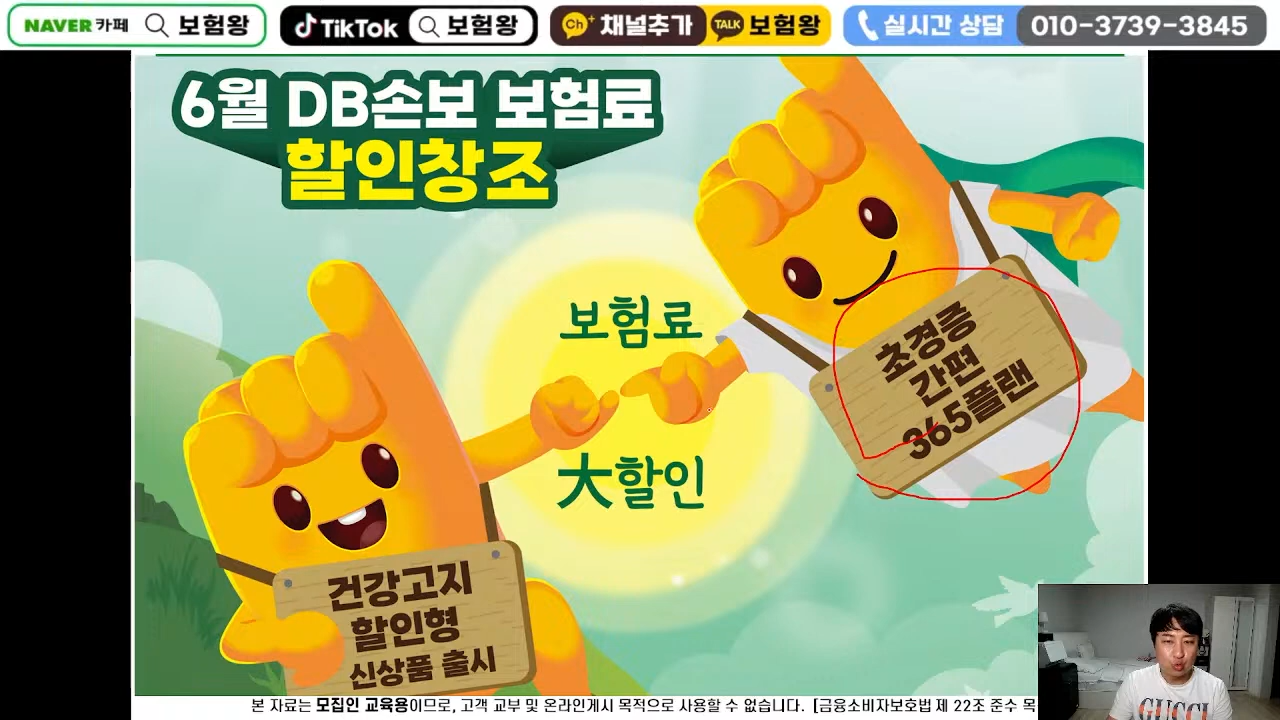 NAVER 카페 보험왕 TikTok 보험왕 Ch+ 채널추가 TALK 보험왕 실시간 상담 010-3739-3845
6월 DB손보 보험료
할인창조
보험료
大할인
초경증
간편
365플랜
건강고지
할인형
신상품 출시
본 자료는 모집인 교육용이므로, 고객 교부 및 온라인게시 목적으로 사용할 수 없습니다. [금융소비자보호법 제 22조 준수 목
GUCCI